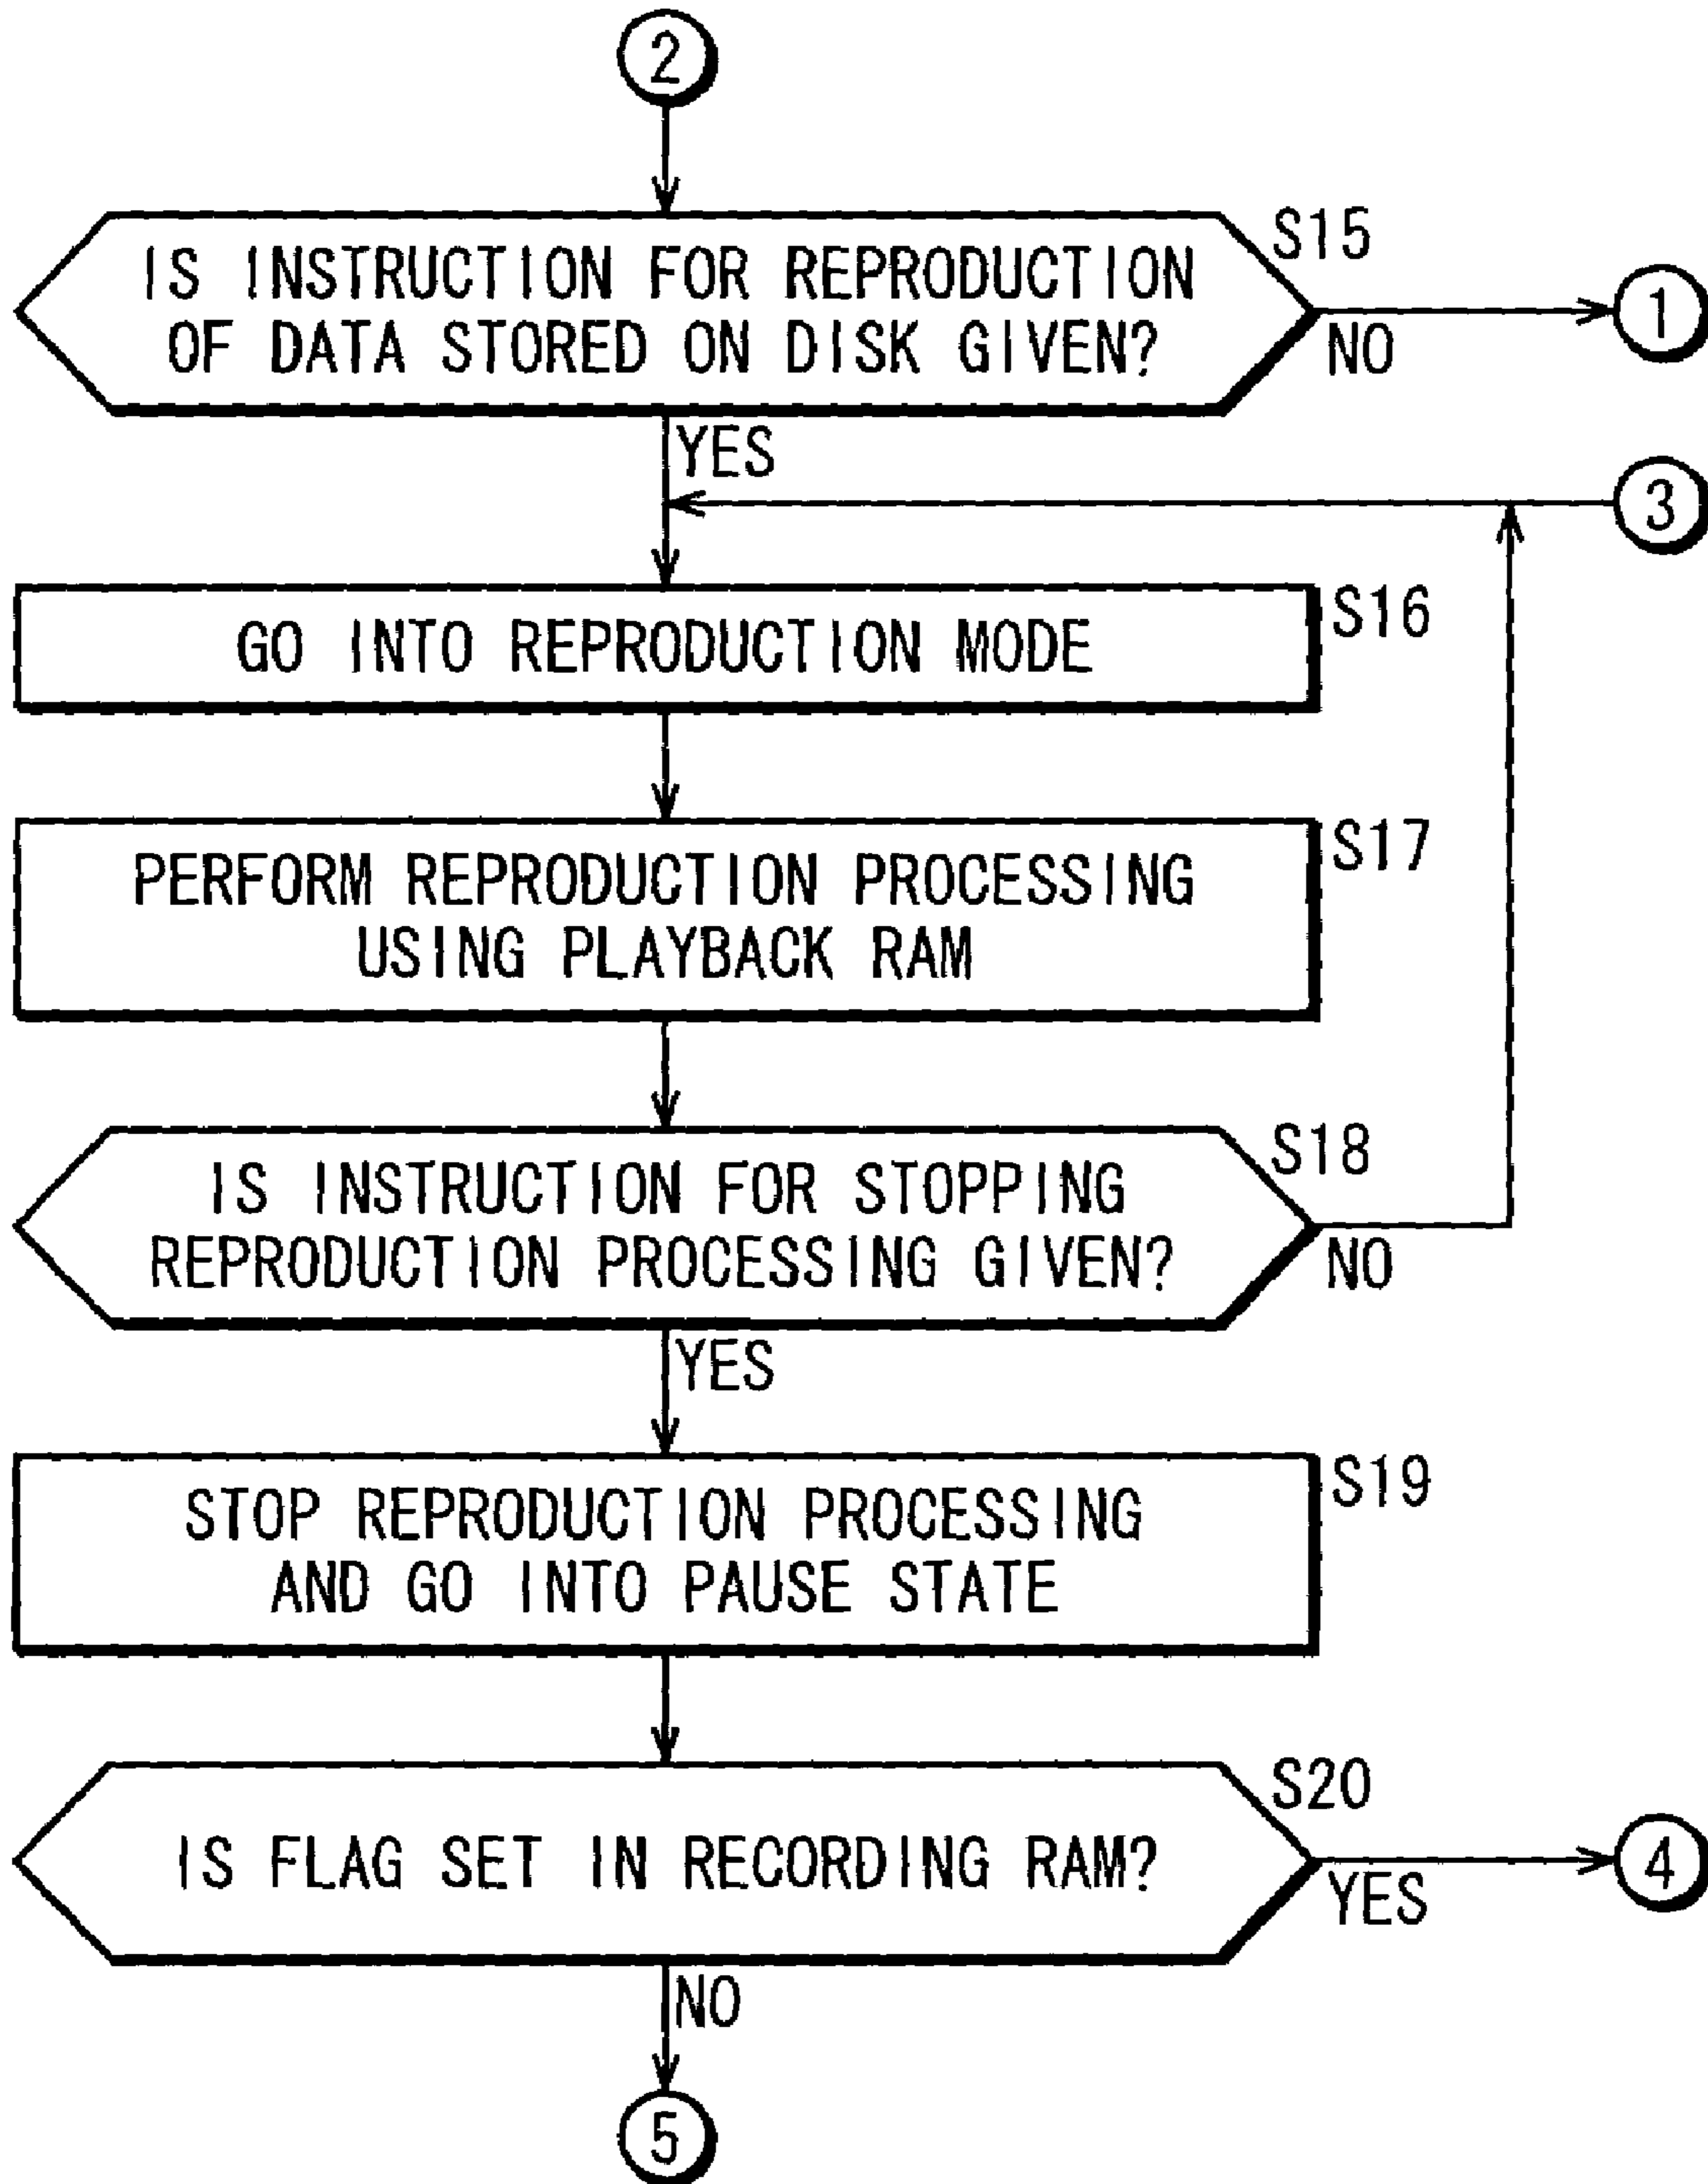 2
S15
IS INSTRUCTION FOR REPRODUCTION
OF DATA STORED ON DISK GIVEN?
NO
1
YES
3
S16
GO INTO REPRODUCTION MODE
S17
PERFORM REPRODUCTION PROCESSING
USING PLAYBACK RAM
S18
IS INSTRUCTION FOR STOPPING
REPRODUCTION PROCESSING GIVEN?
NO
YES
S19
STOP REPRODUCTION PROCESSING
AND GO INTO PAUSE STATE
S20
IS FLAG SET IN RECORDING RAM?
4
YES
NO
5